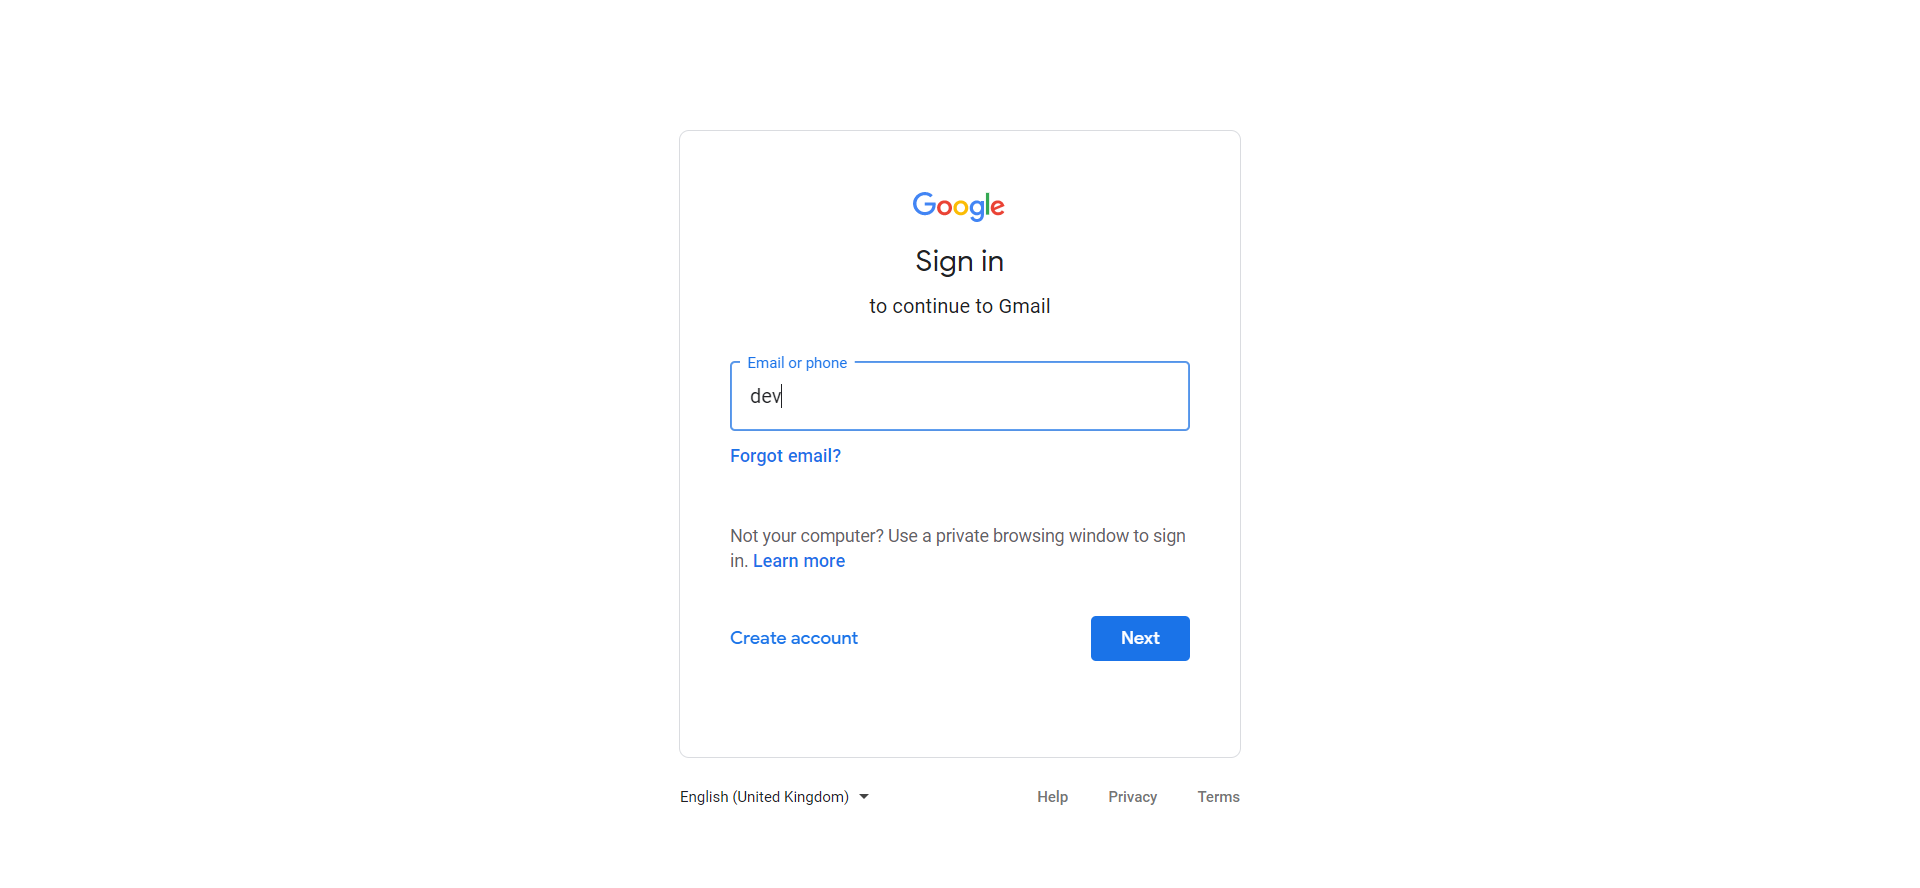 Google
Sign in
to continue to Gmail
Email or phone
dev
Forgot email?
Not your computer? Use a private browsing window to sign
in. Learn more
Create account
Next
English (United Kingdom)
Help
Privacy
Terms